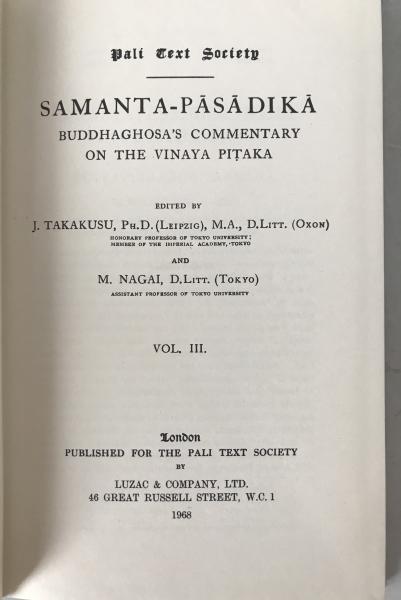 Pali Text Society
SAMANTA-PĀSĀDIKĀ
BUDDHAGHOSA'S COMMENTARY
ON THE VINAYA PIṬAKA
EDITED BY
J. TAKAKUSU, Ph.D. (Leipzig), M.A., D.Litt. (Oxon)
HONORARY PROFESSOR OF TOKYO UNIVERSITY;
MEMBER OF THE IMPERIAL ACADEMY, TOKYO
AND
M. NAGAI, D.Litt. (Tokyo)
ASSISTANT PROFESSOR OF TOKYO UNIVERSITY
VOL. III.
London
PUBLISHED FOR THE PALI TEXT SOCIETY
BY
LUZAC & COMPANY, LTD.
46 GREAT RUSSELL STREET, W.C. 1
1968